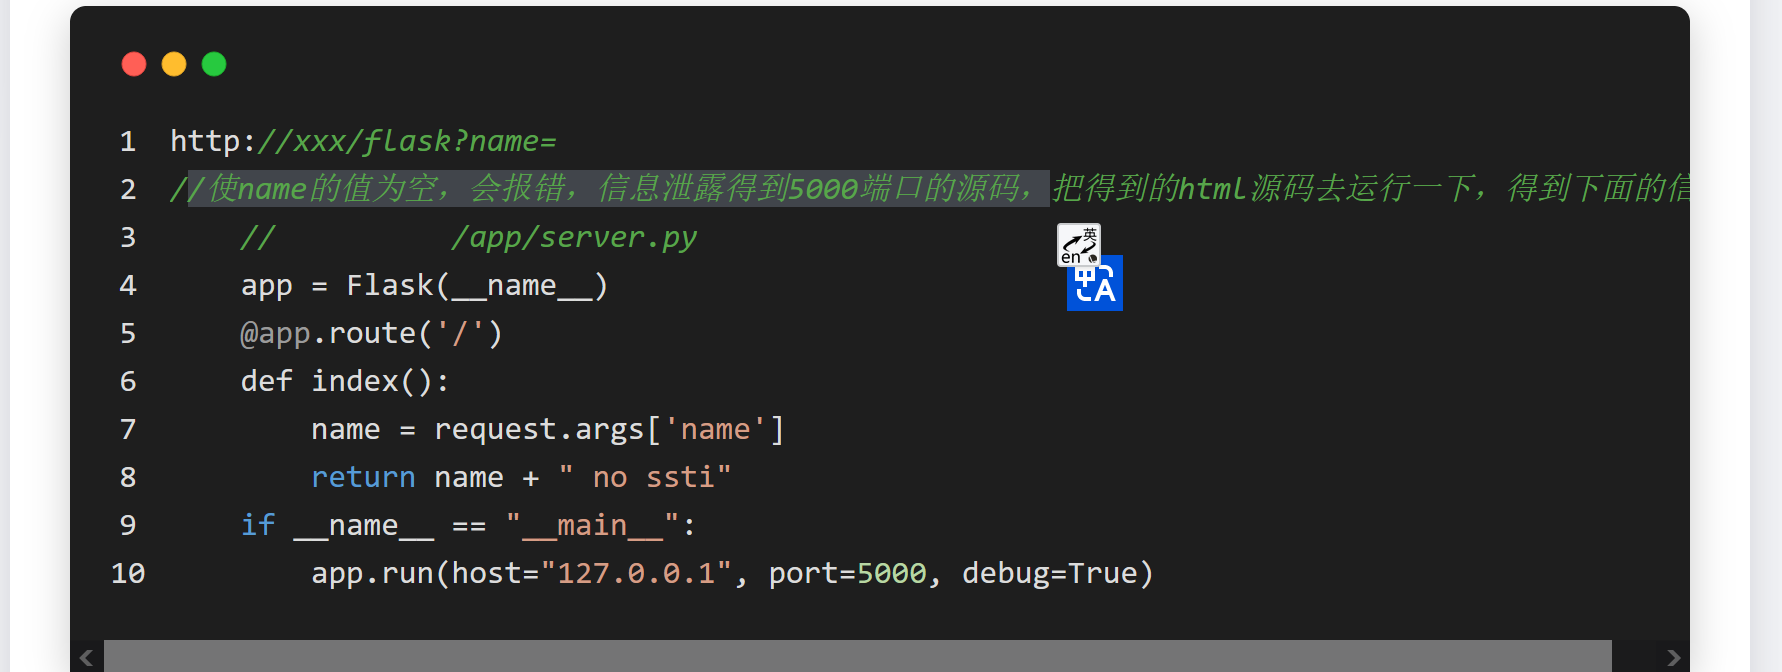 1 http://xxx/flask?name=
2 //使name的值为空，会报错，信息泄露得到5000端口的源码，把得到的html源码去运行一下，得到下面的信
3     //          /app/server.py
4     app = Flask(__name__)
5     @app.route('/')
6     def index():
7         name = request.args['name']
8         return name + " no ssti"
9     if __name__ == "__main__":
10         app.run(host="127.0.0.1", port=5000, debug=True)
英
en
中A